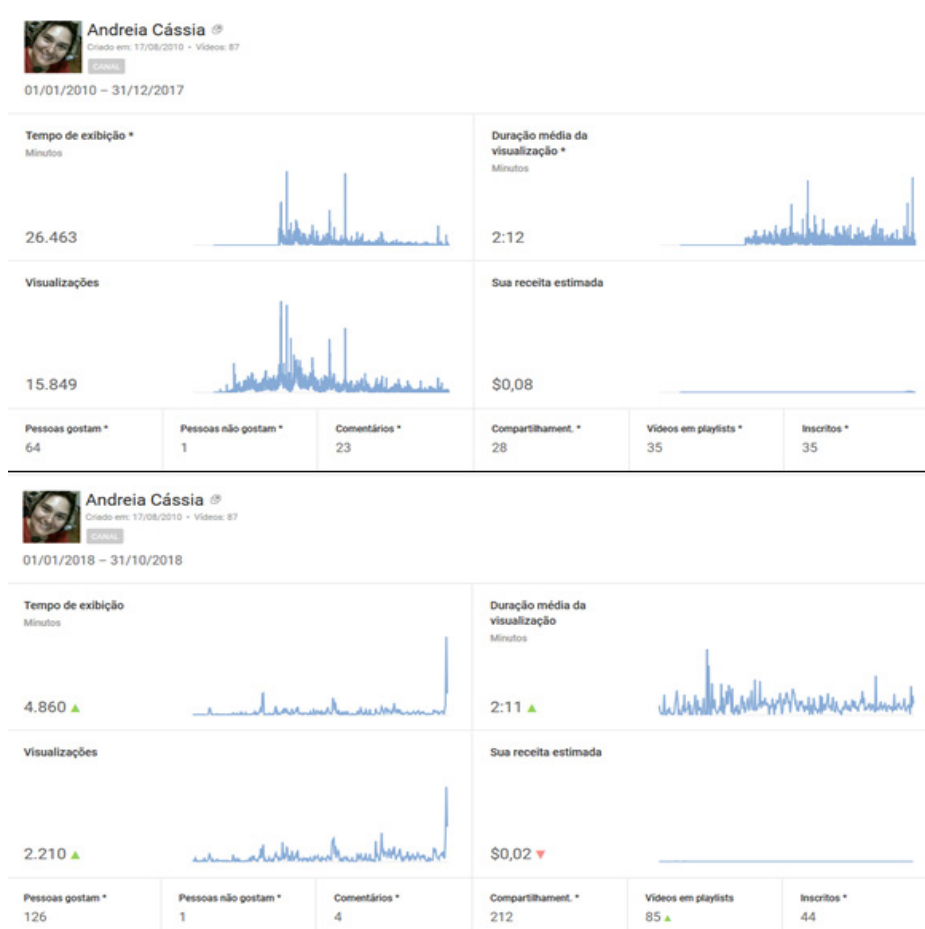 Andreia Cássia
Criado em: 17/08/2010 • Vídeos: 87
CANAL
01/01/2010 – 31/12/2017
Tempo de exibição *
Minutos
26.463
Duração média da
visualização *
Minutos
2:12
Visualizações
15.849
Sua receita estimada
$0,08
Pessoas gostam *
64
Pessoas não gostam *
1
Comentários *
23
Compartilhament. *
28
Vídeos em playlists *
35
Inscritos *
35
Andreia Cássia
Criado em: 17/08/2010 • Vídeos: 87
CANAL
01/01/2018 – 31/10/2018
Tempo de exibição
Minutos
4.860
Duração média da
visualização
Minutos
2:11
Visualizações
2.210
Sua receita estimada
$0,02
Pessoas gostam *
126
Pessoas não gostam *
1
Comentários *
4
Compartilhament. *
212
Vídeos em playlists
85
Inscritos *
44